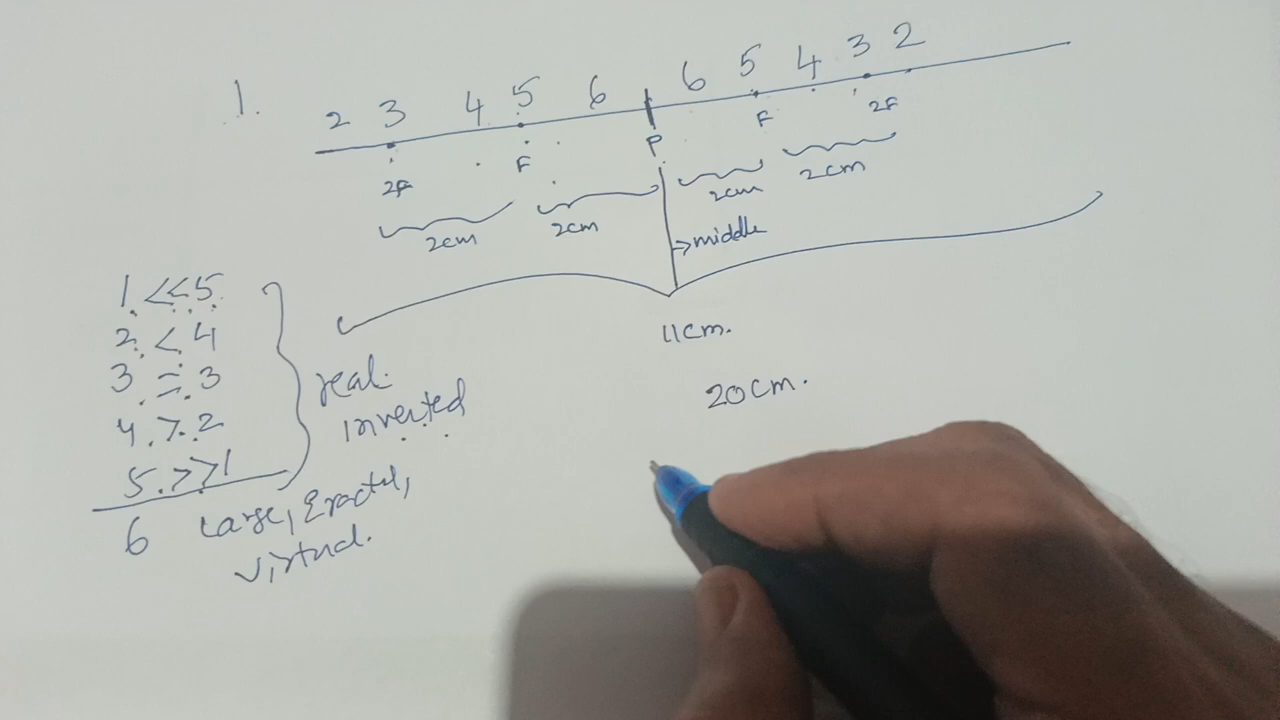 1. 2 3 4 5 6 6 5 4 3 2
2F F P F 2F
2cm 2cm 2cm 2cm
→middle
11cm.
20cm.
1. <<5
2. < 4
3 = 3
4. > 2
5. >>1
real.
inverted
6 Large, Erected,
virtual.